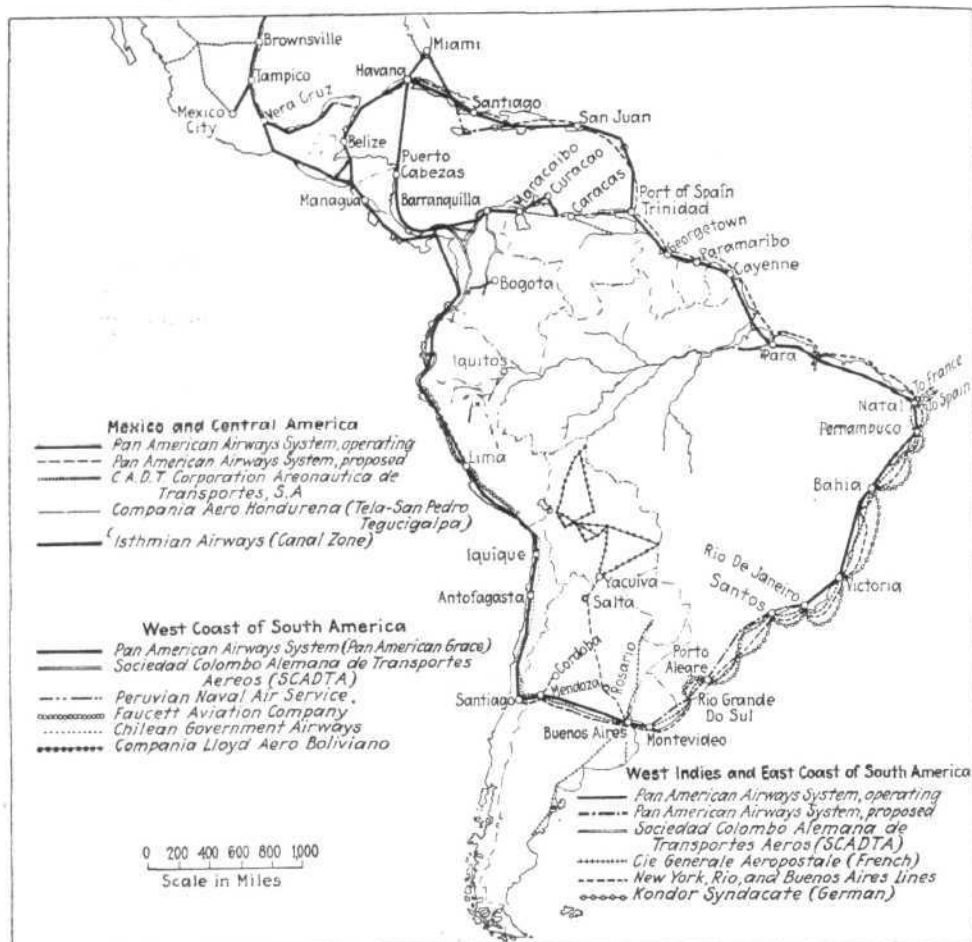 Brownsville
Miami
Tampico
Havana
Mexico
City
Vera Cruz
Santiago
San Juan
Belize
Puerto
Cabezas
Maracaibo
Curacao
Caracas
Managua
Barranquilla
Port of Spain
Trinidad
Georgetown
Paramaribo
Cayenne
Bogota
Iquitos
Para
To France
To Spain
Natal
Pernambuco
Lima
Bahia
Mexico and Central America
Pan American Airways System, operating
Pan American Airways System, proposed
C.A.D.T. Corporation Areonautica de
Transportes, S.A
Compania Aero Hondurena (Tela-San Pedro
Tegucigalpa)
Isthmian Airways (Canal Zone)
Iquique
Antofagasta
Yacuiva
Salta
Rio De Janeiro
Santos
Victoria
West Coast of South America
Pan American Airways System (Pan American Grace)
Sociedad Colombo Alemana de Transportes
Aereos (SCADTA)
Peruvian Naval Air Service
Faucett Aviation Company
Chilean Government Airways
Compania Lloyd Aero Boliviano
Cordoba
Mendoza
Rosario
Porto
Alegre
Santiago
Rio Grande
Do Sul
Buenos Aires
Montevideo
West Indies and East Coast of South America
Pan American Airways System, operating
Pan American Airways System, proposed
Sociedad Colombo Alemana de
Transportes Aeros (SCADTA)
Cie Generale Aeropostale (French)
New York, Rio, and Buenos Aires Lines
Kondor Syndacate (German)
0 200 400 600 800 1000
Scale in Miles